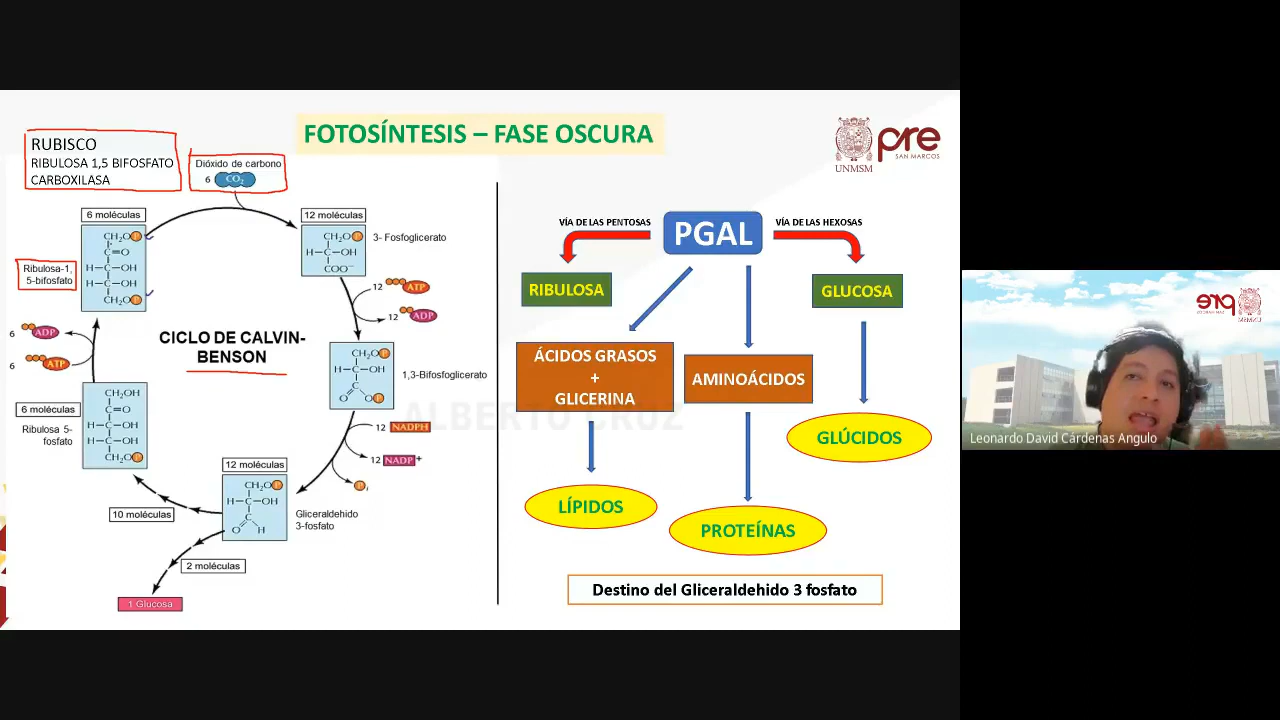 FOTOSÍNTESIS – FASE OSCURA
UNMSM
pre
SAN MARCOS
RUBISCO
RIBULOSA 1,5 BIFOSFATO
CARBOXILASA
Dióxido de carbono
6 CO₂
6 moléculas
CH₂O P
C=O
H–C–OH
H–C–OH
CH₂O P
Ribulosa-1,
5-bifosfato
12 moléculas
CH₂O P
H–C–OH
COO⁻
3- Fosfoglicerato
12 ATP
12 ADP
CH₂O P
H–C–OH
C
O O P
1,3-Bifosfoglicerato
12 NADPH
12 NADP+
P i
12 moléculas
CH₂O P
H–C–OH
C
O H
Gliceraldehido
3-fosfato
10 moléculas
2 moléculas
1 Glucosa
6 moléculas
Ribulosa 5-
fosfato
CH₂OH
C=O
H–C–OH
H–C–OH
CH₂O P
6 ADP
6 ATP
CICLO DE CALVIN-
BENSON
ALBERTO CRUZ
VÍA DE LAS PENTOSAS
PGAL
VÍA DE LAS HEXOSAS
RIBULOSA
GLUCOSA
ÁCIDOS GRASOS
+
GLICERINA
AMINOÁCIDOS
GLÚCIDOS
LÍPIDOS
PROTEÍNAS
Destino del Gliceraldehido 3 fosfato
pre
Leonardo David Cárdenas Angulo